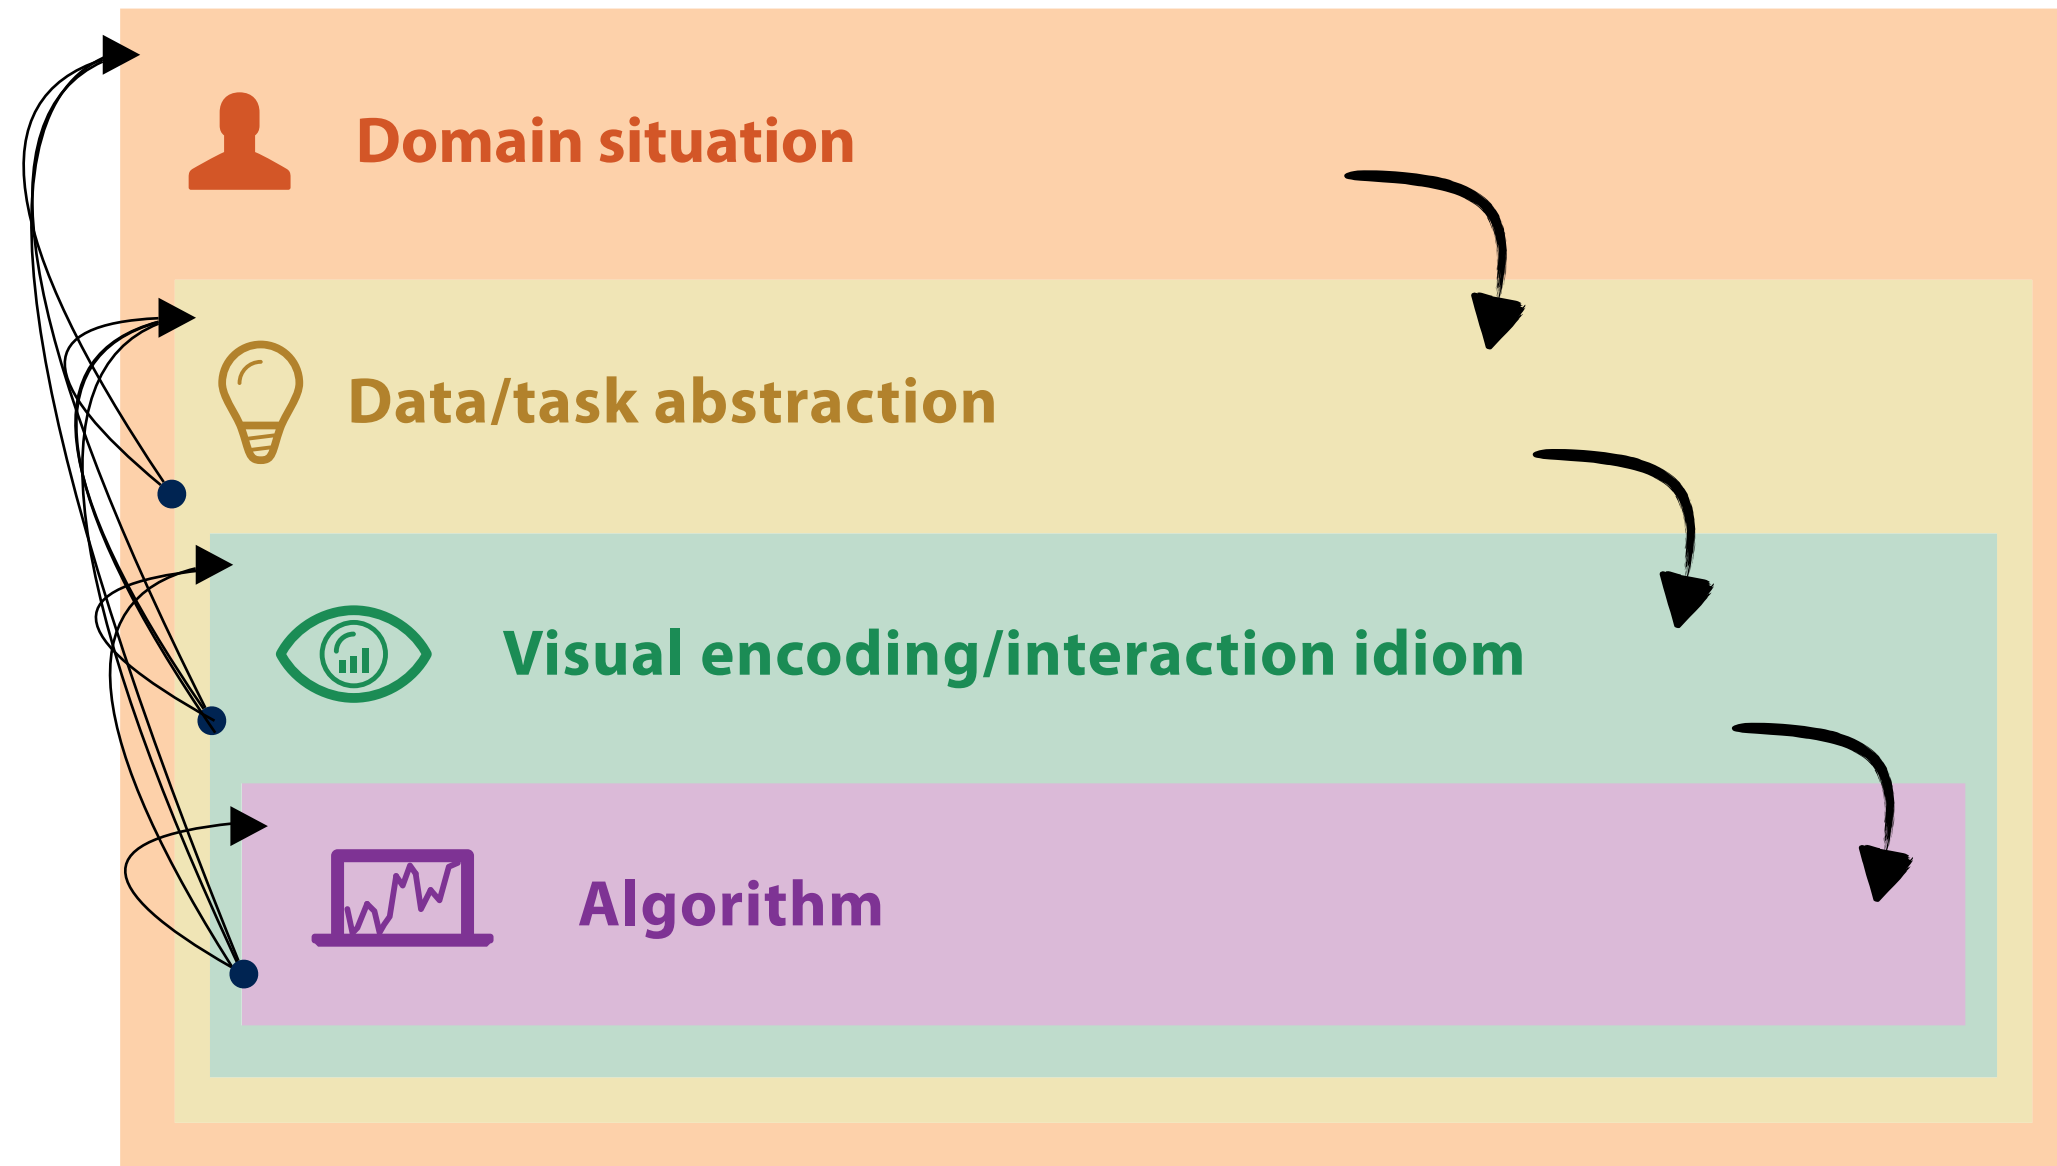 Domain situation
Data/task abstraction
Visual encoding/interaction idiom
Algorithm